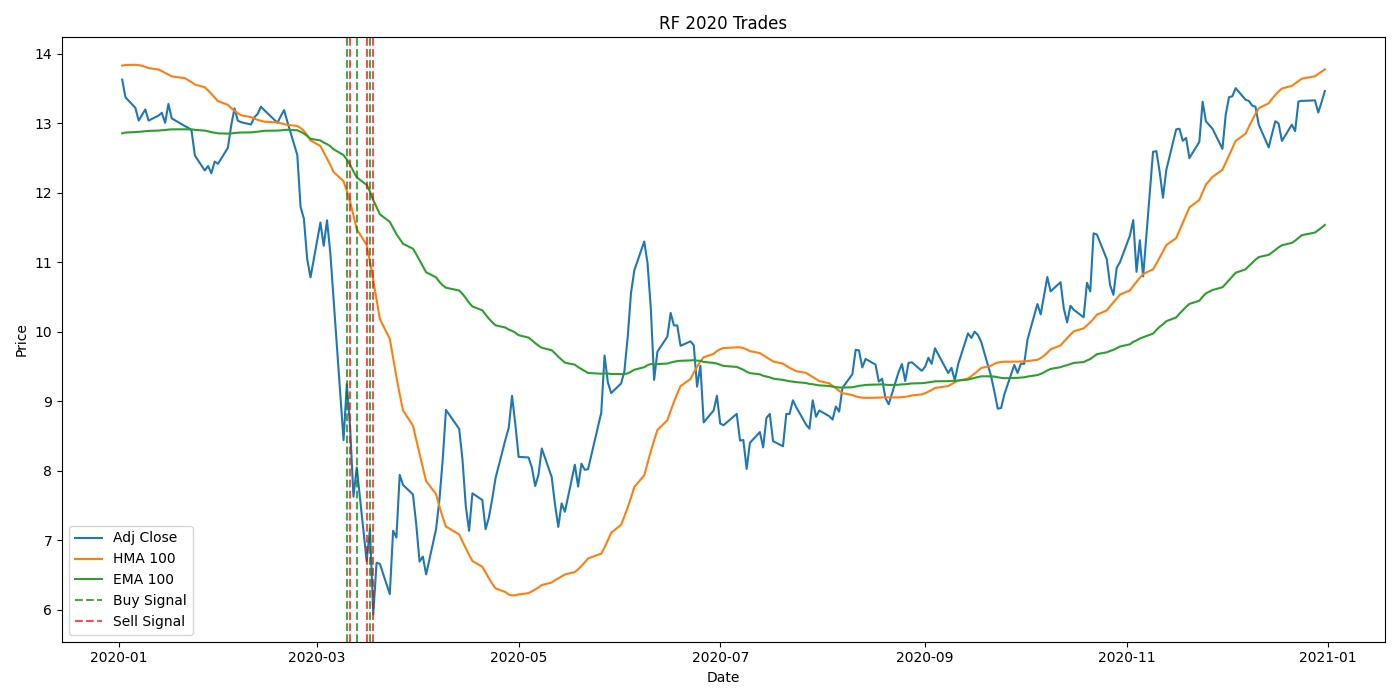 RF 2020 Trades
Price
14
13
12
11
10
9
8
7
6
Adj Close
HMA 100
EMA 100
Buy Signal
Sell Signal
2020-01
2020-03
2020-05
2020-07
2020-09
2020-11
2021-01
Date